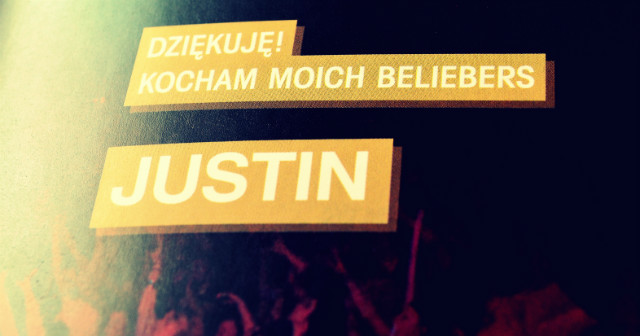 DZIĘKUJĘ!
KOCHAM MOICH BELIEBERS
JUSTIN